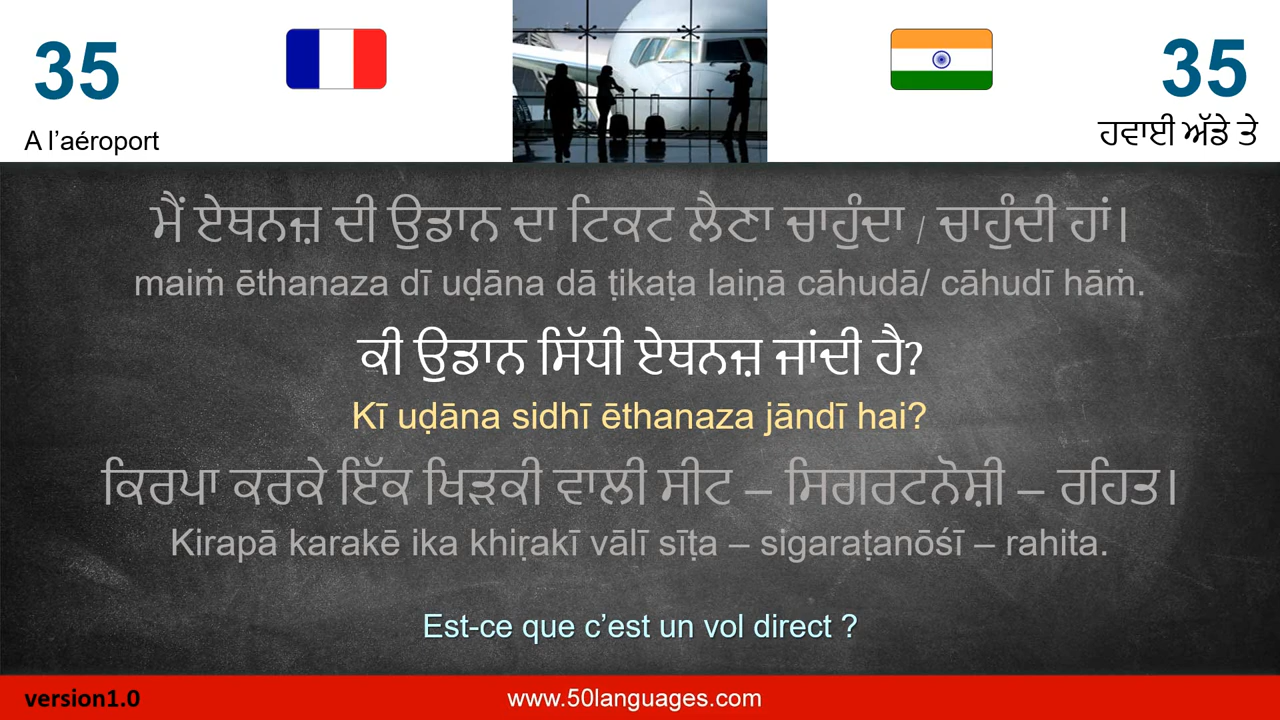 35
35
A l’aéroport
ਹਵਾਈ ਅੱਡੇ ਤੇ
ਮੈਂ ਏਥਨਜ਼ ਦੀ ਉਡਾਨ ਦਾ ਟਿਕਟ ਲੈਣਾ ਚਾਹੁੰਦਾ / ਚਾਹੁੰਦੀ ਹਾਂ।
maiṁ ēthanaza dī uḍāna dā ṭikaṭa laiṇā cāhudā/ cāhudī hāṁ.
ਕੀ ਉਡਾਨ ਸਿੱਧੀ ਏਥਨਜ਼ ਜਾਂਦੀ ਹੈ?
Kī uḍāna sidhī ēthanaza jāndī hai?
ਕਿਰਪਾ ਕਰਕੇ ਇੱਕ ਖਿੜਕੀ ਵਾਲੀ ਸੀਟ – ਸਿਗਰਟਨੋਸ਼ੀ – ਰਹਿਤ।
Kirapā karakē ika khiṛakī vālī sīṭa – sigaraṭanōśī – rahita.
Est-ce que c’est un vol direct ?
version1.0
www.50languages.com